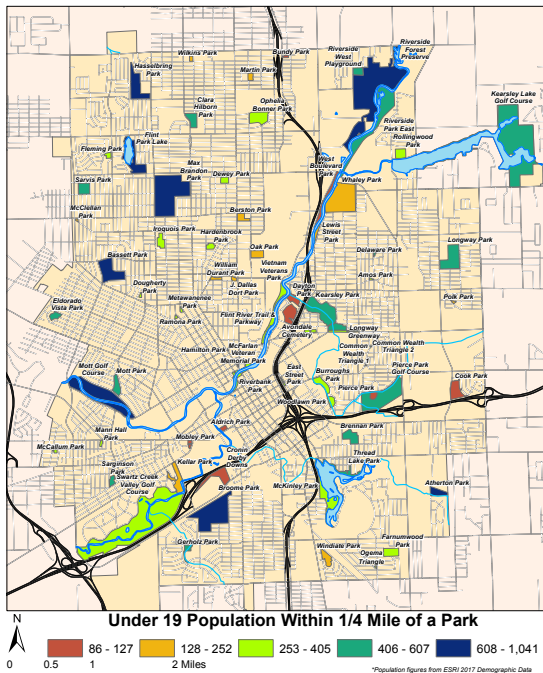 Wilkins Park
Bundy Park
Riverside
West
Playground
Riverside
Forest
Preserve
Hasselbring
Park
Martin Park
Clara
Hilborn
Park
Ophelia
Bonner Park
Kearsley Lake
Golf Course
Riverside
Park East
Rollingwood
Park
Flint
Park Lake
Fleming Park
West
Boulevard
Park
Max
Brandon
Park
Dewey Park
Sarvis Park
Whaley Park
McClellan
Park
Berston Park
Lewis
Street
Park
Iroquois Park
Hardenbrook
Park
Oak Park
Delaware Park
Longway Park
Bassett Park
William
Durant Park
Vietnam
Veterans
Park
Amos Park
Dougherty
Park
J. Dallas
Dort Park
Dayton
Park
Kearsley Park
Polk Park
Eldorado
Vista Park
Metawanenee
Park
Ramona Park
Flint River Trail &
Parkway
Avondale
Cemetery
Longway
Greenway
Hamilton Park
McFarlan
Veteran
Memorial Park
Common
Wealth
Triangle 1
Common Wealth
Triangle 2
Mott Golf
Course
Mott Park
Riverbank
Park
East
Street
Park
Burroughs
Park
Pierce Park
Pierce Park
Golf Course
Cook Park
Woodlawn Park
Aldrich Park
Mann Hall
Park
Mobley Park
Brennan Park
McCallum Park
Cronin
Derby
Downs
Thread
Lake Park
Sarginson
Park
Keller Park
Swartz Creek
Valley Golf
Course
Broome Park
McKinley Park
Atherton Park
Gerholz Park
Windiate Park
Farnumwood
Park
Ogema
Triangle
Under 19 Population Within 1/4 Mile of a Park
N
86 - 127
128 - 252
253 - 405
406 - 607
608 - 1,041
0 0.5 1 2 Miles
*Population figures from ESRI 2017 Demographic Data